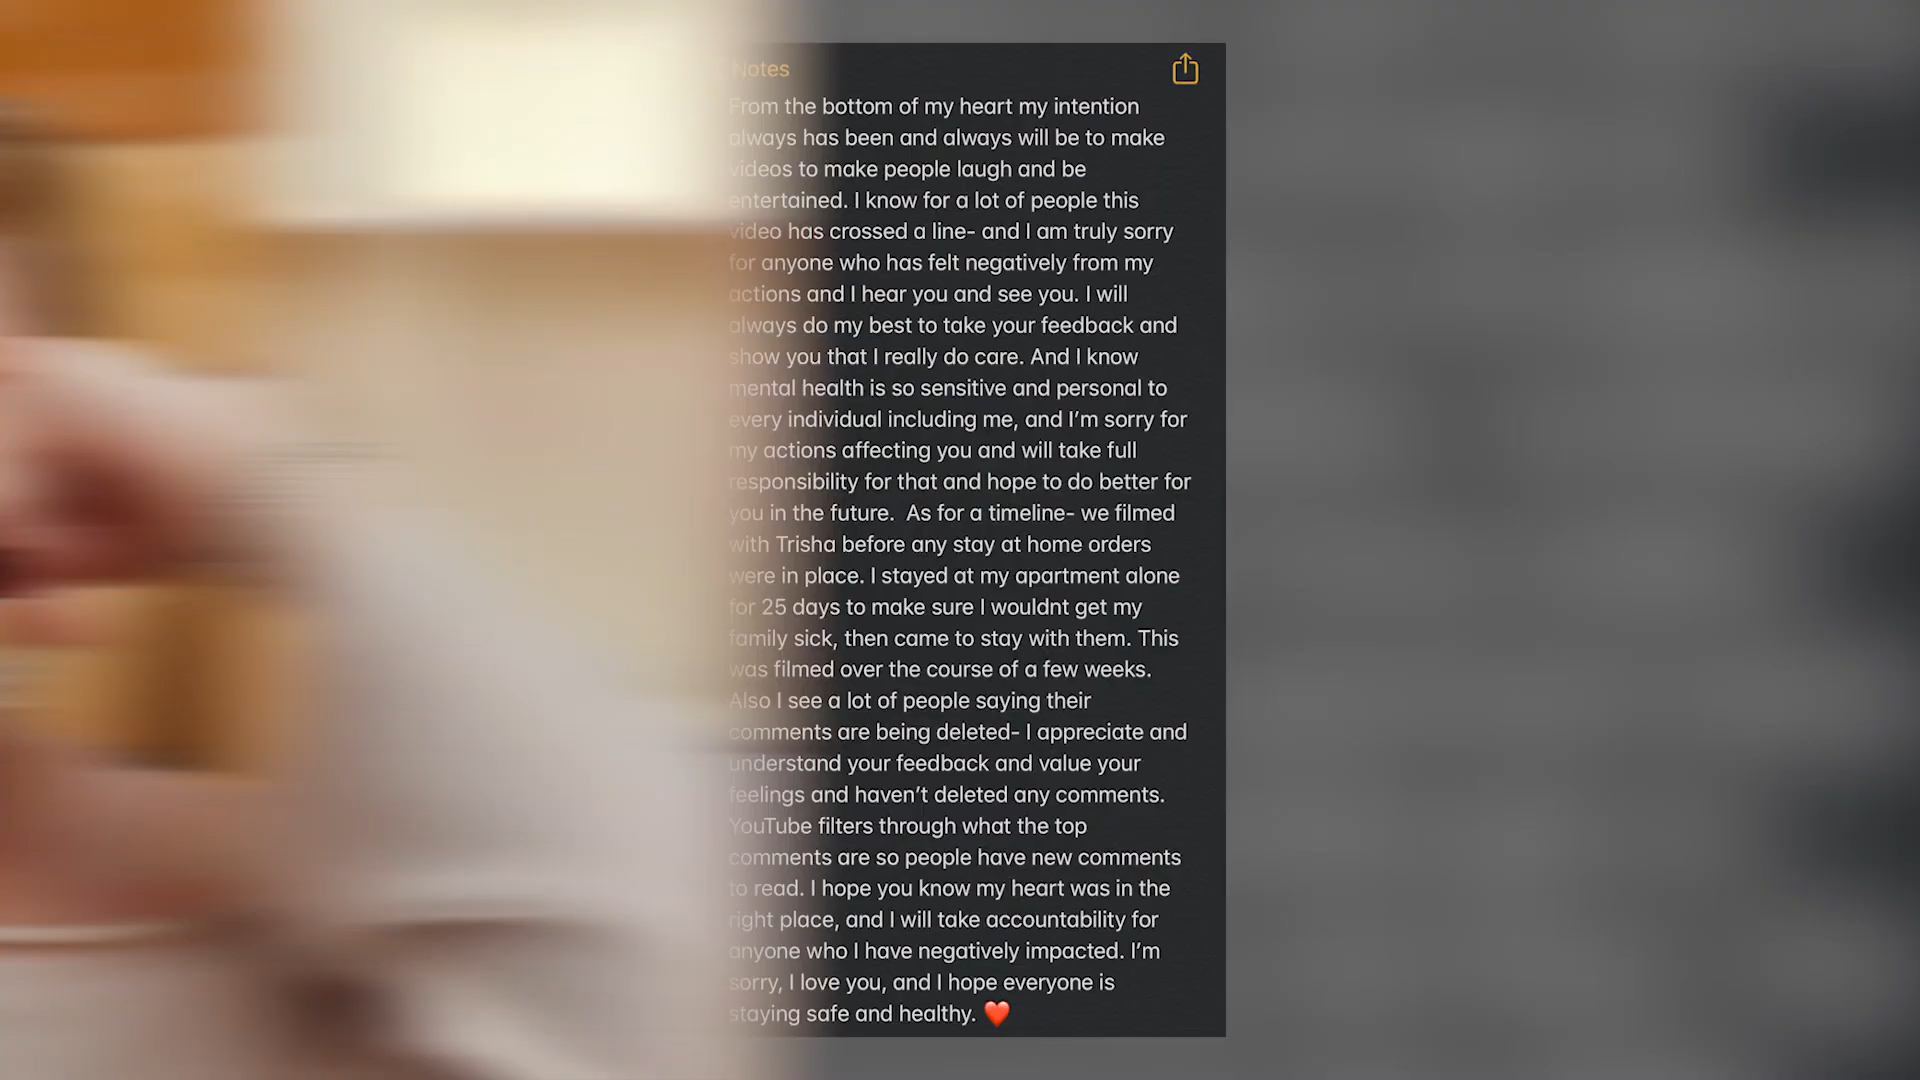 Notes
From the bottom of my heart my intention
always has been and always will be to make
videos to make people laugh and be
entertained. I know for a lot of people this
video has crossed a line- and I am truly sorry
for anyone who has felt negatively from my
actions and I hear you and see you. I will
always do my best to take your feedback and
show you that I really do care. And I know
mental health is so sensitive and personal to
every individual including me, and I’m sorry for
my actions affecting you and will take full
responsibility for that and hope to do better for
you in the future.  As for a timeline- we filmed
with Trisha before any stay at home orders
were in place. I stayed at my apartment alone
for 25 days to make sure I wouldnt get my
family sick, then came to stay with them. This
was filmed over the course of a few weeks.
Also I see a lot of people saying their
comments are being deleted- I appreciate and
understand your feedback and value your
feelings and haven’t deleted any comments.
YouTube filters through what the top
comments are so people have new comments
to read. I hope you know my heart was in the
right place, and I will take accountability for
anyone who I have negatively impacted. I’m
sorry, I love you, and I hope everyone is
staying safe and healthy. ❤️